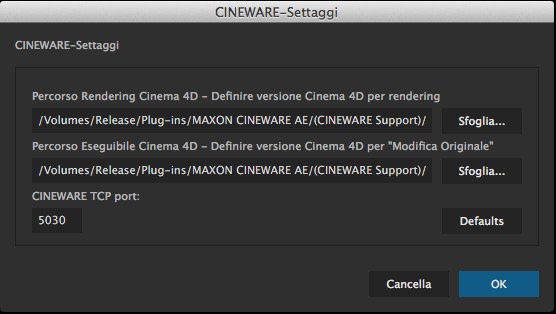 CINEWARE-Settaggi
CINEWARE-Settaggi
Percorso Rendering Cinema 4D - Definire versione Cinema 4D per rendering
/Volumes/Release/Plug-ins/MAXON CINEWARE AE/(CINEWARE Support)/ Sfoglia...
Percorso Eseguibile Cinema 4D - Definire versione Cinema 4D per "Modifica Originale"
/Volumes/Release/Plug-ins/MAXON CINEWARE AE/(CINEWARE Support)/ Sfoglia...
CINEWARE TCP port:
5030 Defaults
Cancella OK